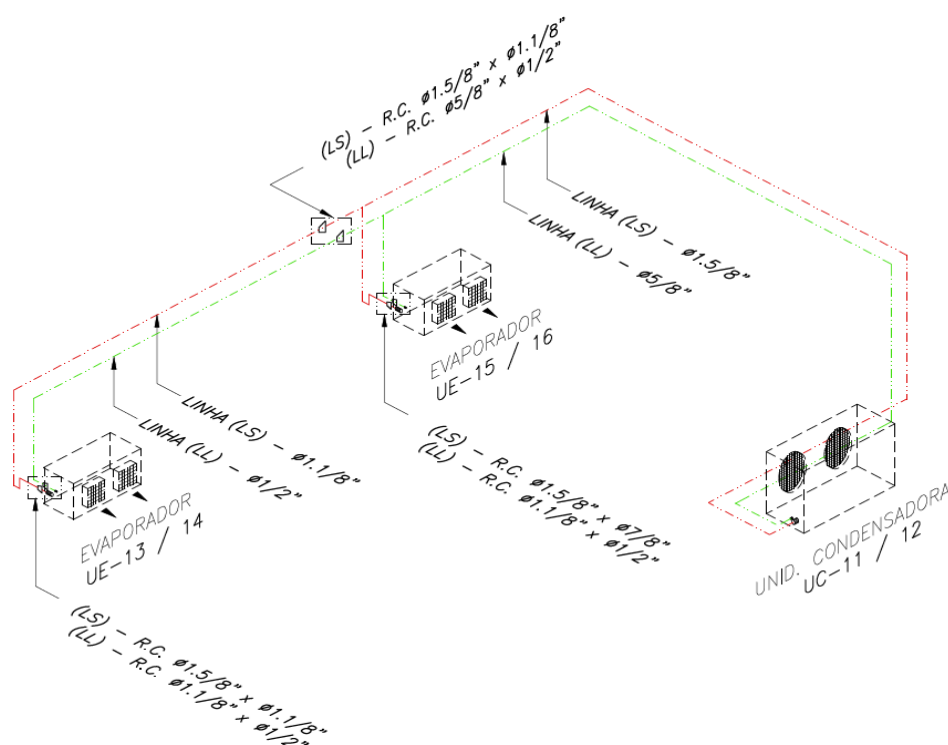 (LS) - R.C. ø1.5/8" x ø1.1/8"
(LL) - R.C. ø5/8" x ø1/2"
LINHA (LS) - ø1.5/8"
LINHA (LL) - ø5/8"
EVAPORADOR
UE-15 / 16
LINHA (LS) - ø1.1/8"
LINHA (LL) - ø1/2"
(LS) - R.C. ø1.5/8" x ø7/8"
(LL) - R.C. ø1.1/8" x ø1/2"
EVAPORADOR
UE-13 / 14
UNID. CONDENSADORA
UC-11 / 12
(LS) - R.C. ø1.5/8" x ø1.1/8"
(LL) - R.C. ø1.1/8" x ø1/2"